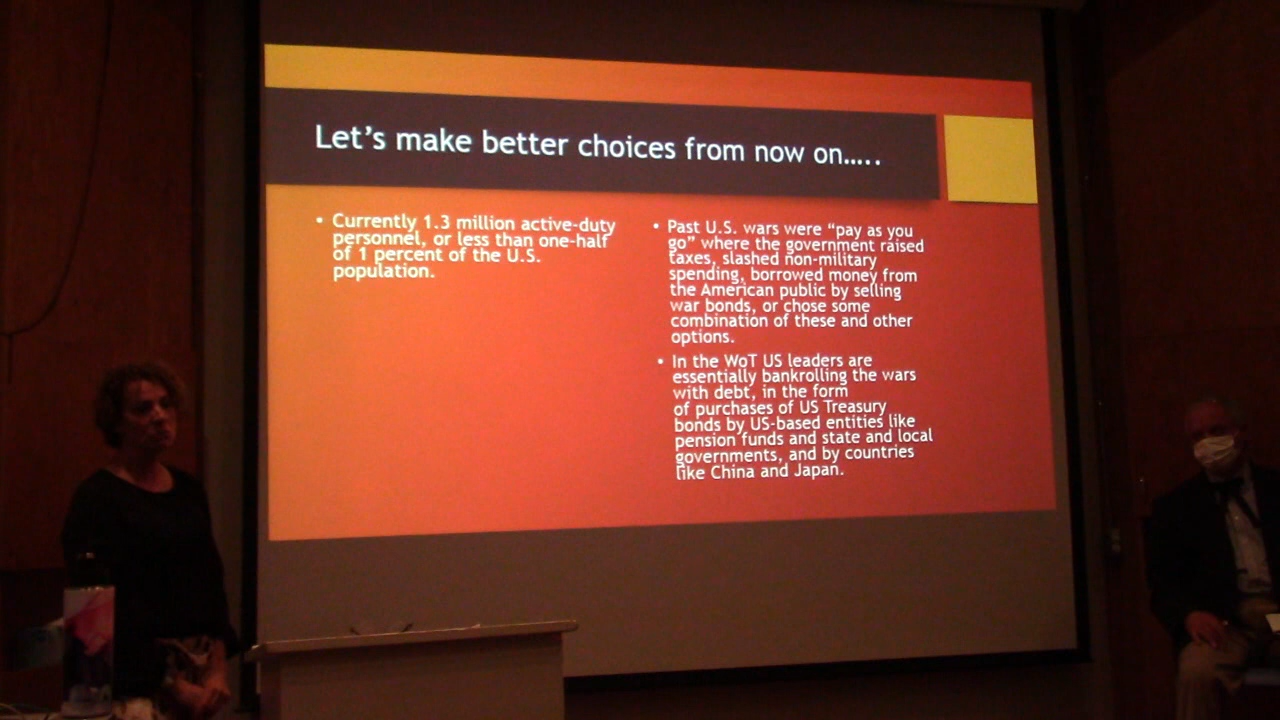 Let's make better choices from now on.....
• Currently 1.3 million active-duty
personnel, or less than one-half
of 1 percent of the U.S.
population.
• Past U.S. wars were “pay as you
go” where the government raised
taxes, slashed non-military
spending, borrowed money from
the American public by selling
war bonds, or chose some
combination of these and other
options.
• In the WoT US leaders are
essentially bankrolling the wars
with debt, in the form
of purchases of US Treasury
bonds by US-based entities like
pension funds and state and local
governments, and by countries
like China and Japan.